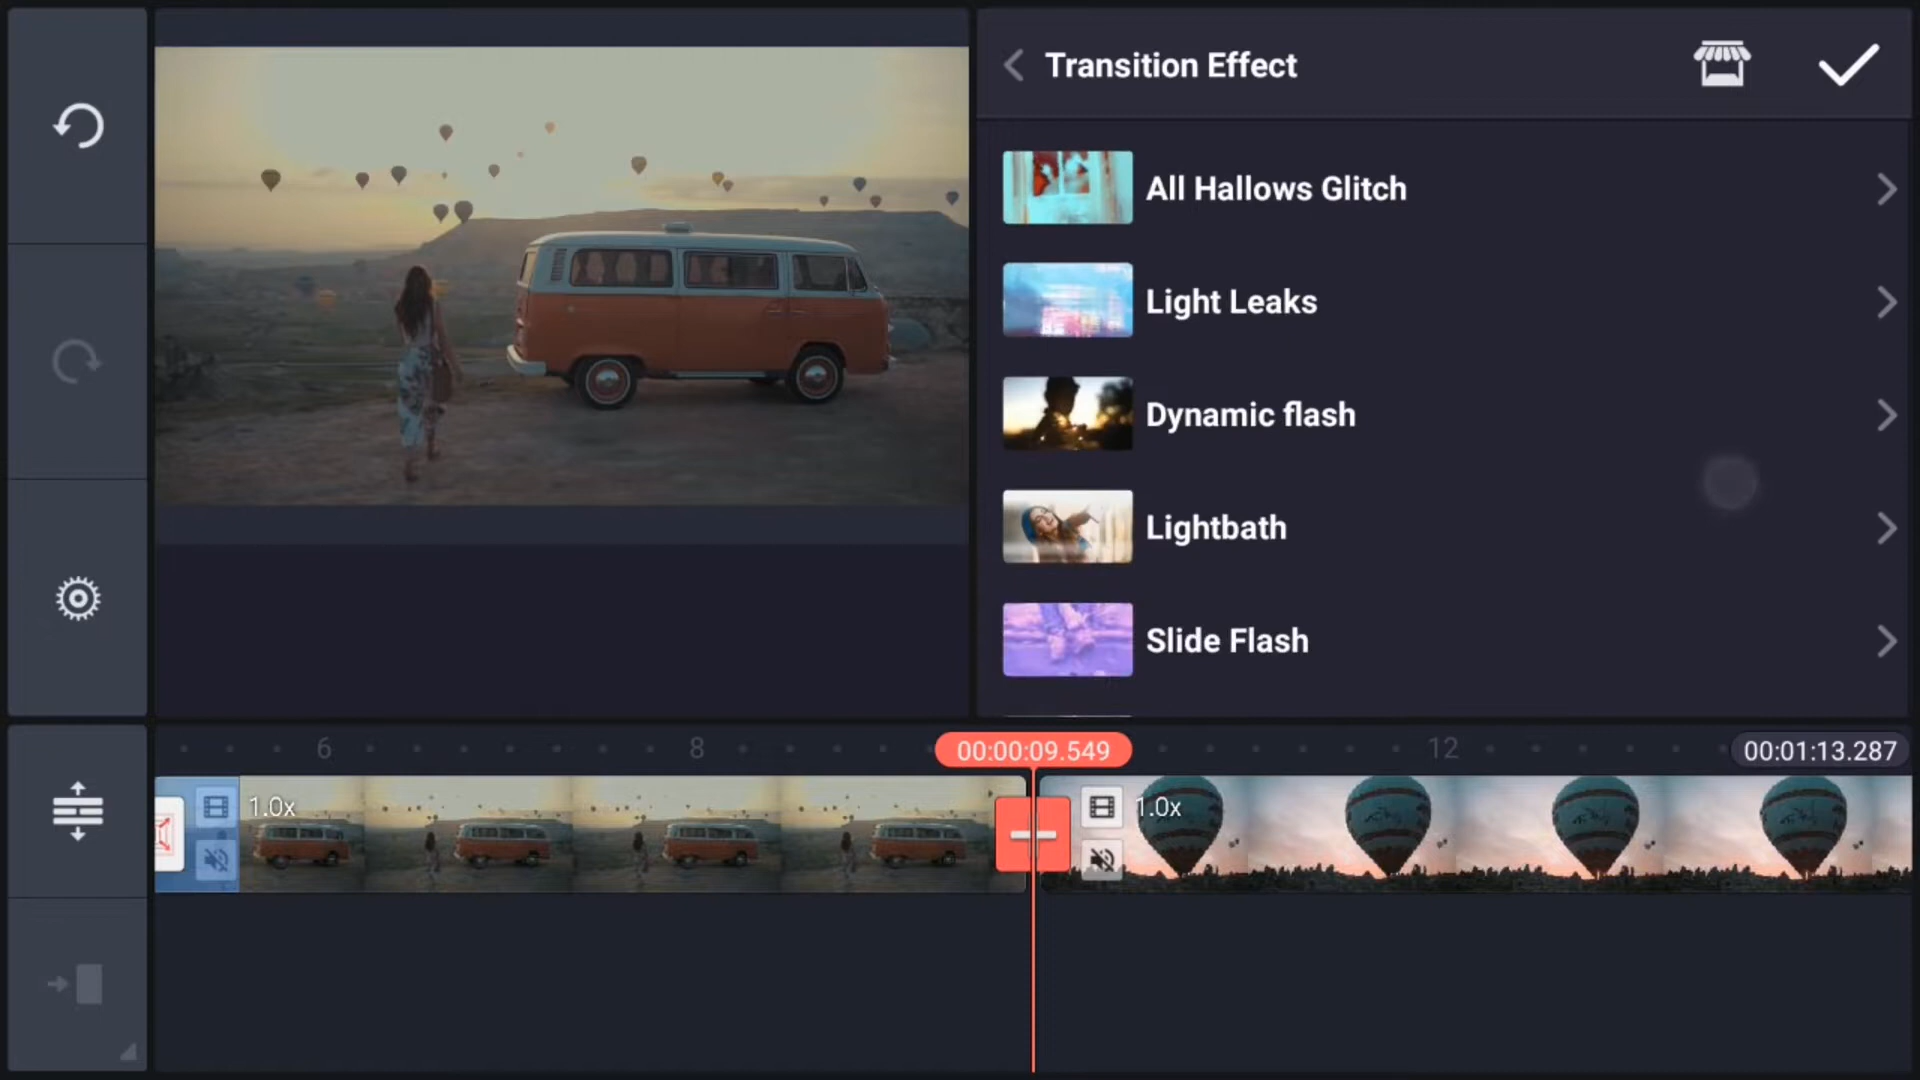 Transition Effect
All Hallows Glitch
Light Leaks
Dynamic flash
Lightbath
Slide Flash
6
8
00:00:09.549
12
00:01:13.287
1.0x
1.0x